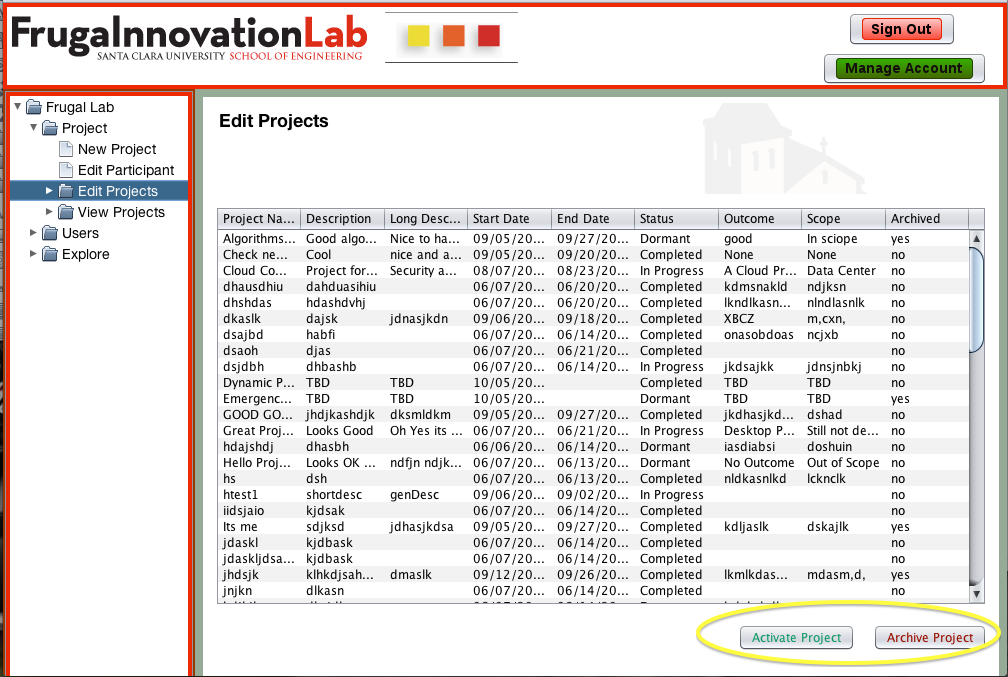 FrugalInnovationLab
SANTA CLARA UNIVERSITY SCHOOL OF ENGINEERING
Sign Out
Manage Account
Frugal Lab
Project
New Project
Edit Participant
Edit Projects
View Projects
Users
Explore
Edit Projects
Project Na... Description Long Desc... Start Date End Date Status Outcome Scope Archived
Algorithms... Good algo... Nice to ha... 09/05/20... 09/27/20... Dormant good In sciope yes
Check ne... Cool nice and a... 09/05/20... 09/20/20... Completed None None no
Cloud Co... Project for... Security a... 08/07/20... 08/23/20... In Progress A Cloud Pr... Data Center no
dhausdhiu dahduasihiu 06/07/20... 06/20/20... Completed kdmsnakld ndjksn no
dhshdas hdashdvhj 06/07/20... 06/20/20... Completed lkndlkasn... nlndlasnlk no
dkaslk dajsk jdnasjkdn 09/06/20... 09/18/20... Completed XBCZ m,cxn, no
dsajbd habfi 06/07/20... 06/14/20... Completed onasobdoas ncjxb no
dsaoh djas 06/07/20... 06/21/20... Completed no
dsjdbh dhbashb 06/07/20... 06/14/20... In Progress jkdsajkk jdnsjnbkj no
Dynamic P... TBD TBD 10/05/20... Completed TBD TBD no
Emergenc... TBD TBD 10/05/20... Dormant TBD TBD yes
GOOD GO... jhdjkashdjk dksmldkm 09/05/20... 09/27/20... Completed jkdhasjkd... dshad no
Great Proj... Looks Good Oh Yes its ... 06/07/20... 06/21/20... In Progress Desktop P... Still not de... no
hdajshdj dhasbh 06/06/20... 06/14/20... Dormant iasdiabsi doshuin no
Hello Proj... Looks OK ... ndfjn ndjk... 06/07/20... 06/13/20... Dormant No Outcome Out of Scope no
hs dsh 06/07/20... 06/13/20... Completed nldkasnlkd lcknclk no
htest1 shortdesc genDesc 09/06/20... 09/02/20... In Progress no
iidsjaio kjdsak 06/07/20... 06/14/20... Completed no
Its me sdjksd jdhasjkdsa 09/05/20... 09/27/20... Completed kdljaslk dskajlk yes
jdaskl kjdbask 06/07/20... 06/14/20... Completed no
jdaskljdsa... kjdbask 06/07/20... 06/14/20... Completed no
jhdsjk klhkdjsah... dmaslk 09/12/20... 09/26/20... Completed lkmlkdas... mdasm,d, yes
jnjkn dlkasn 06/07/20... 06/14/20... Completed no
Activate Project
Archive Project